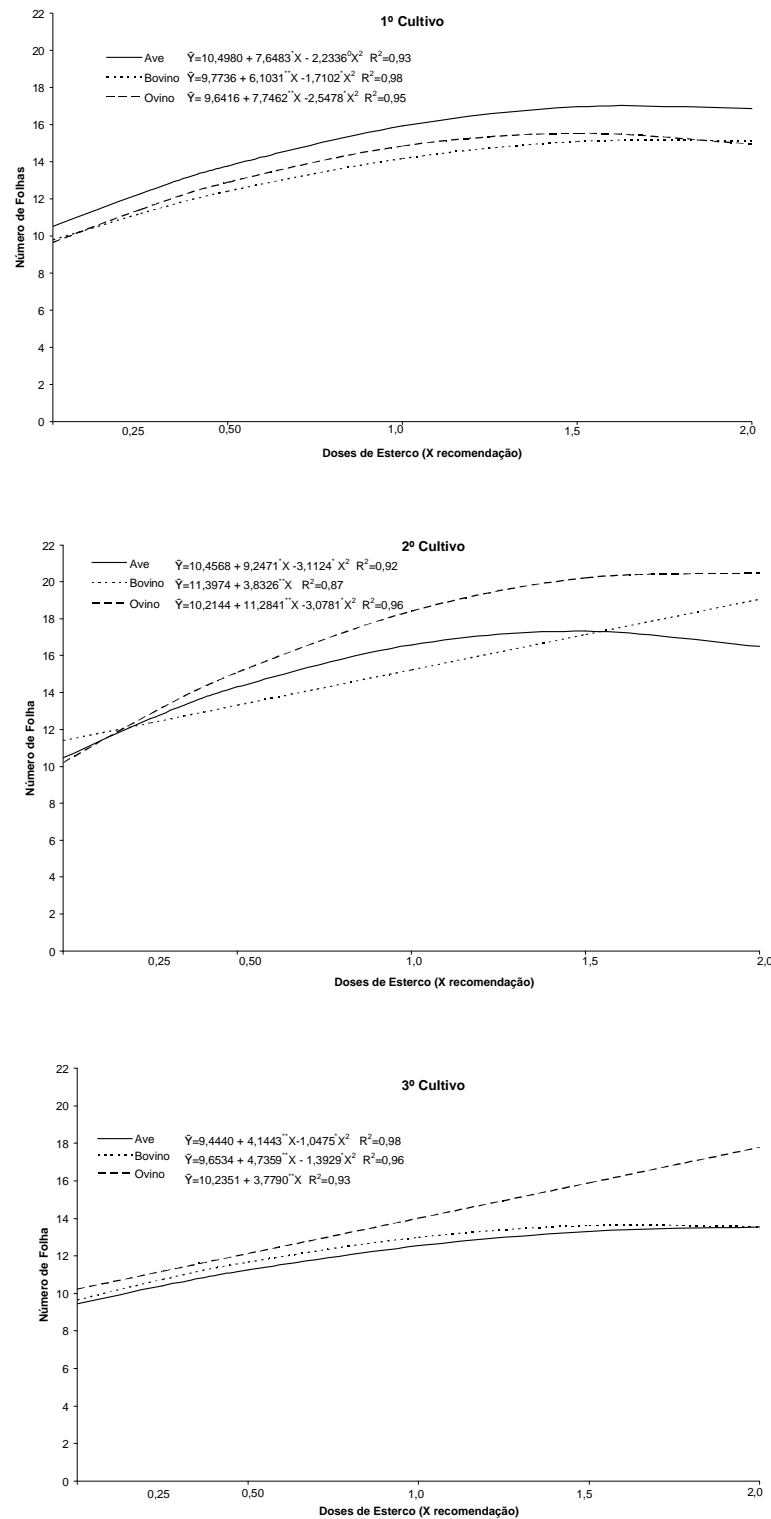 1º Cultivo
22
20
18
16
14
12
10
8
6
4
2
0
Número de Folhas
Ave Ŷ=10,4980 + 7,6483*X - 2,2336⁰X² R²=0,93
Bovino Ŷ=9,7736 + 6,1031**X -1,7102*X² R²=0,98
Ovino Ŷ= 9,6416 + 7,7462**X -2,5478*X² R²=0,95
0,25 0,50 1,0 1,5 2,0
Doses de Esterco (X recomendação)
2º Cultivo
22
20
18
16
14
12
10
8
6
4
2
0
Número de Folha
Ave Ŷ=10,4568 + 9,2471*X -3,1124* X² R²=0,92
Bovino Ŷ=11,3974 + 3,8326**X R²=0,87
Ovino Ŷ=10,2144 + 11,2841**X -3,0781*X² R²=0,96
0,25 0,50 1,0 1,5 2,0
Doses de Esterco (X recomendação)
3º Cultivo
22
20
18
16
14
12
10
8
6
4
2
0
Número de Folha
Ave Ŷ=9,4440 + 4,1443**X-1,0475*X² R²=0,98
Bovino Ŷ=9,6534 + 4,7359**X - 1,3929*X² R²=0,96
Ovino Ŷ=10,2351 + 3,7790**X R²=0,93
0,25 0,50 1,0 1,5 2,0
Doses de Esterco (X recomendação)